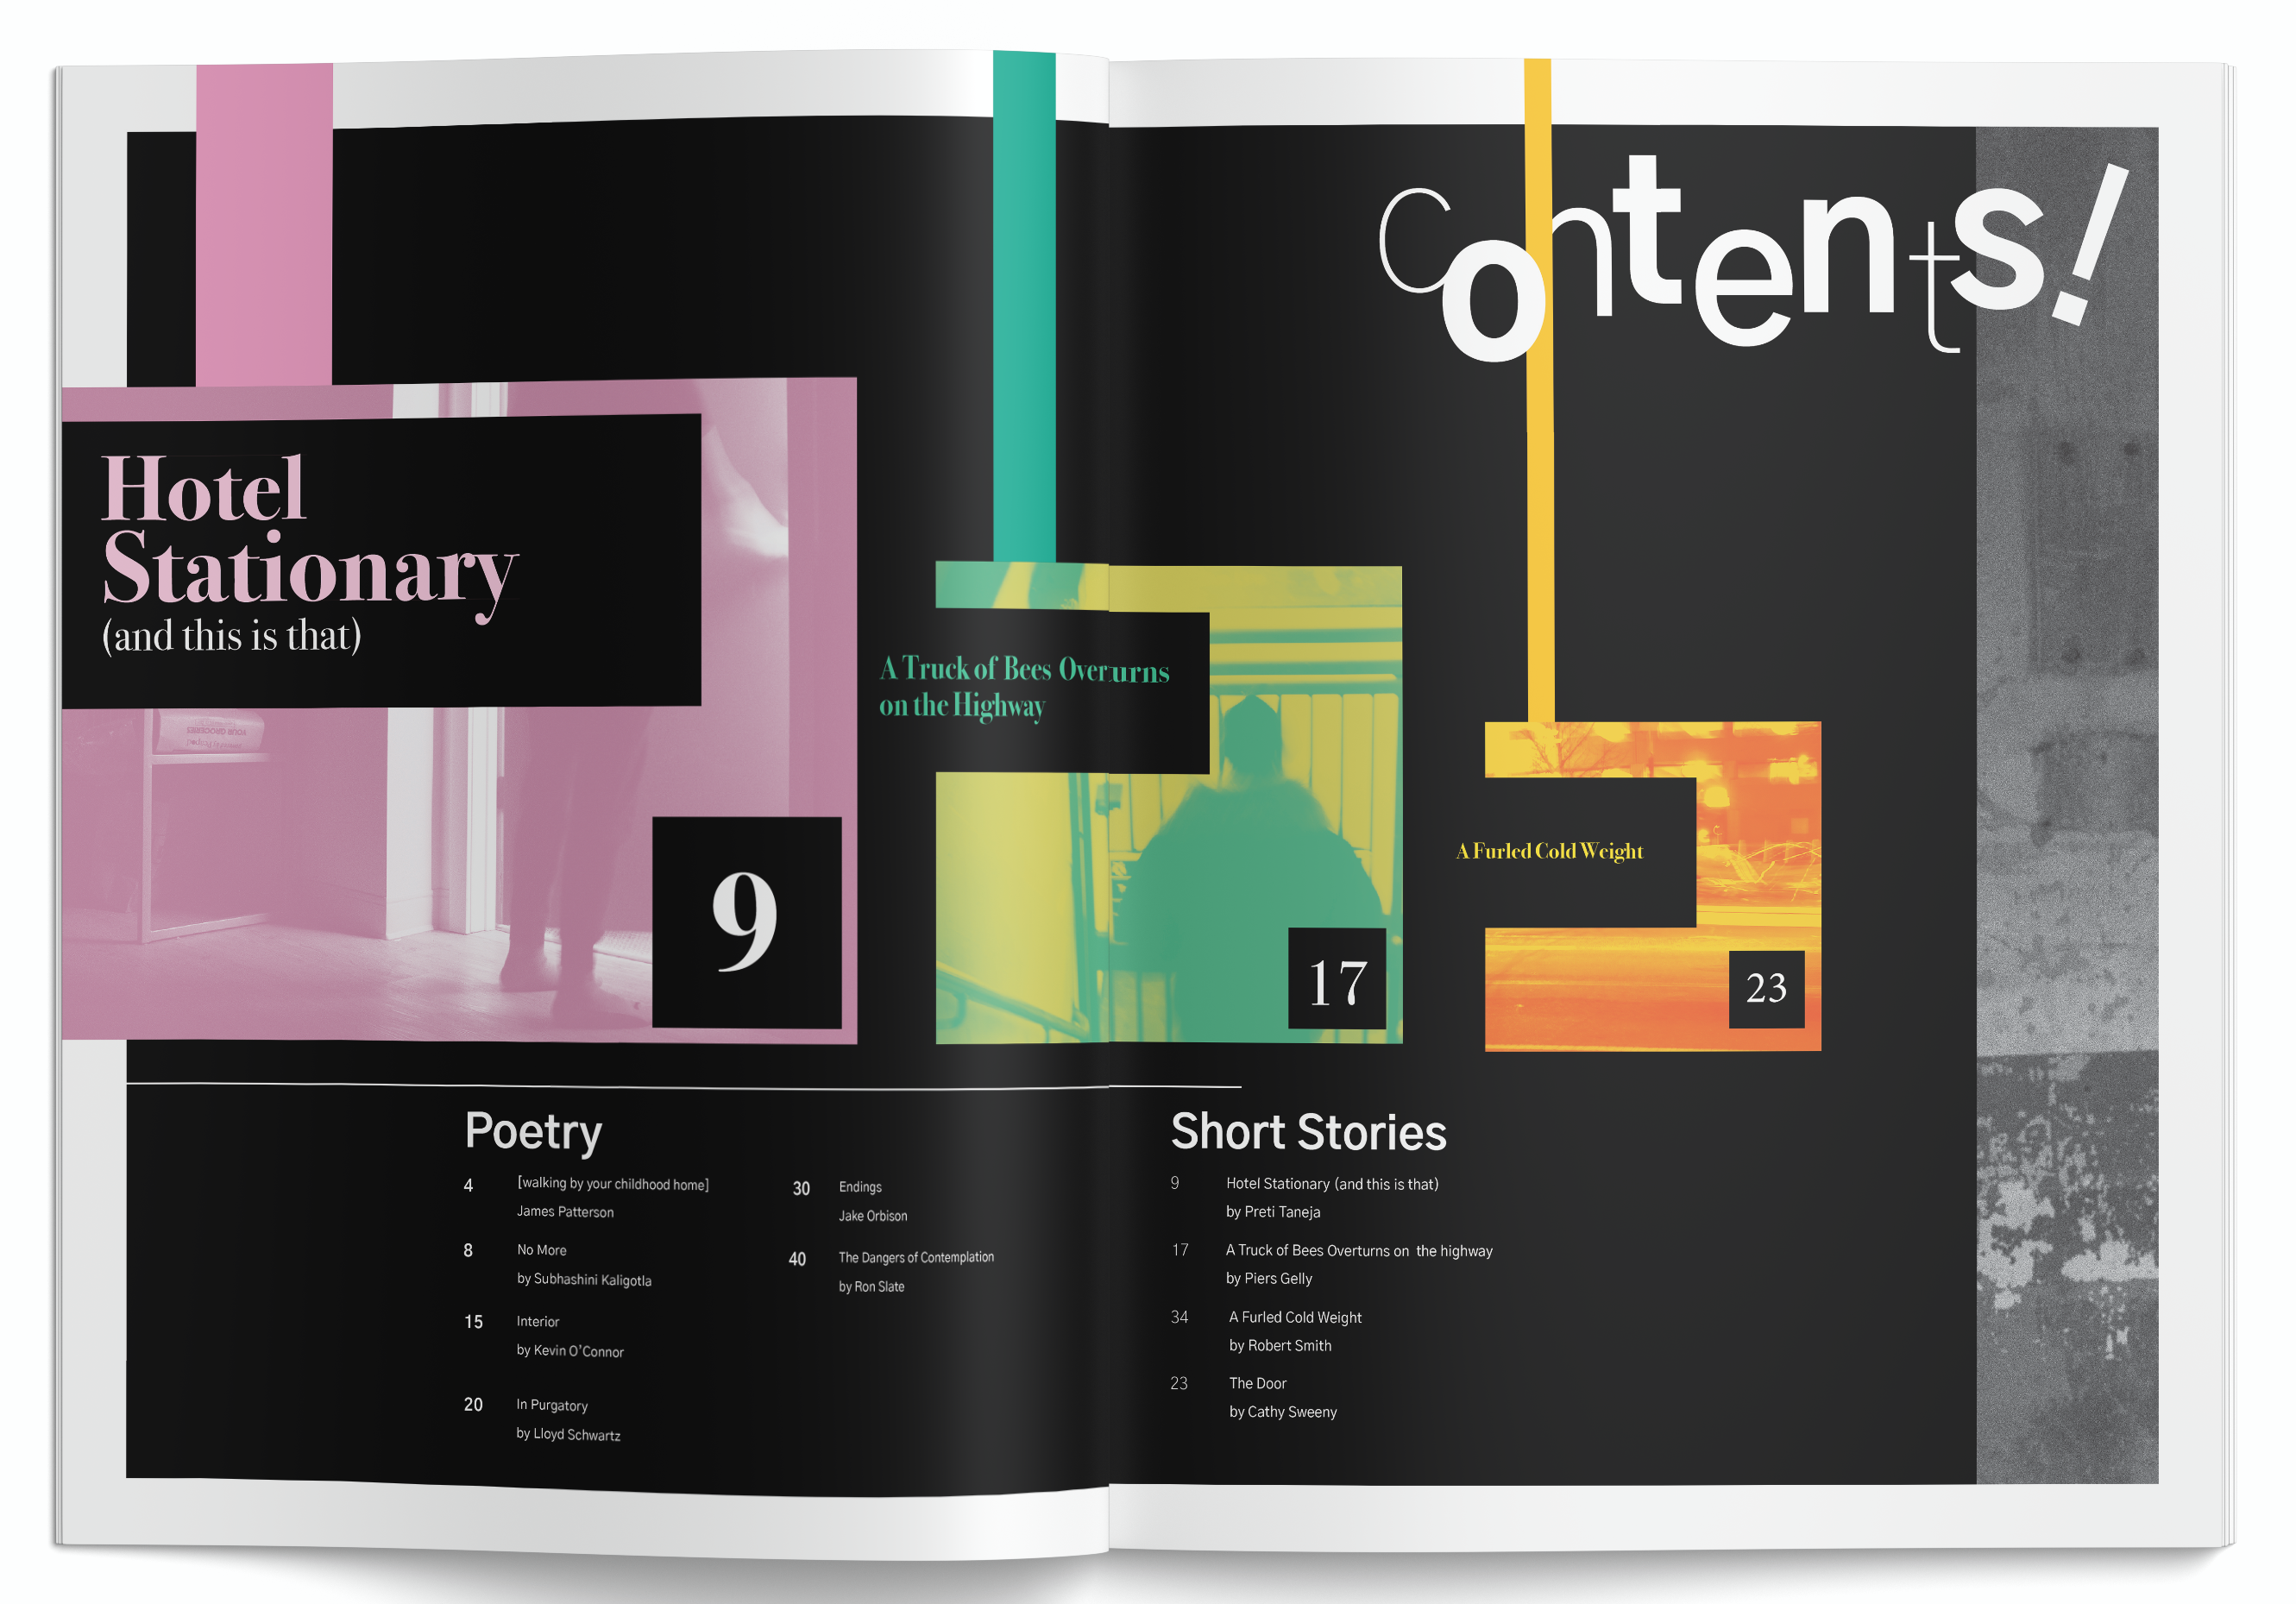 Contents!
Hotel
Stationary
(and this is that)
9
A Truck of Bees Overturns
on the Highway
17
A Furled Cold Weight
23
Poetry
4 [walking by your childhood home]
James Patterson
8 No More
by Subhashini Kaligotla
15 Interior
by Kevin O'Connor
20 In Purgatory
by Lloyd Schwartz
30 Endings
Jake Orbison
40 The Dangers of Contemplation
by Ron Slate
Short Stories
9 Hotel Stationary (and this is that)
by Preti Taneja
17 A Truck of Bees Overturns on the highway
by Piers Gelly
34 A Furled Cold Weight
by Robert Smith
23 The Door
by Cathy Sweeny